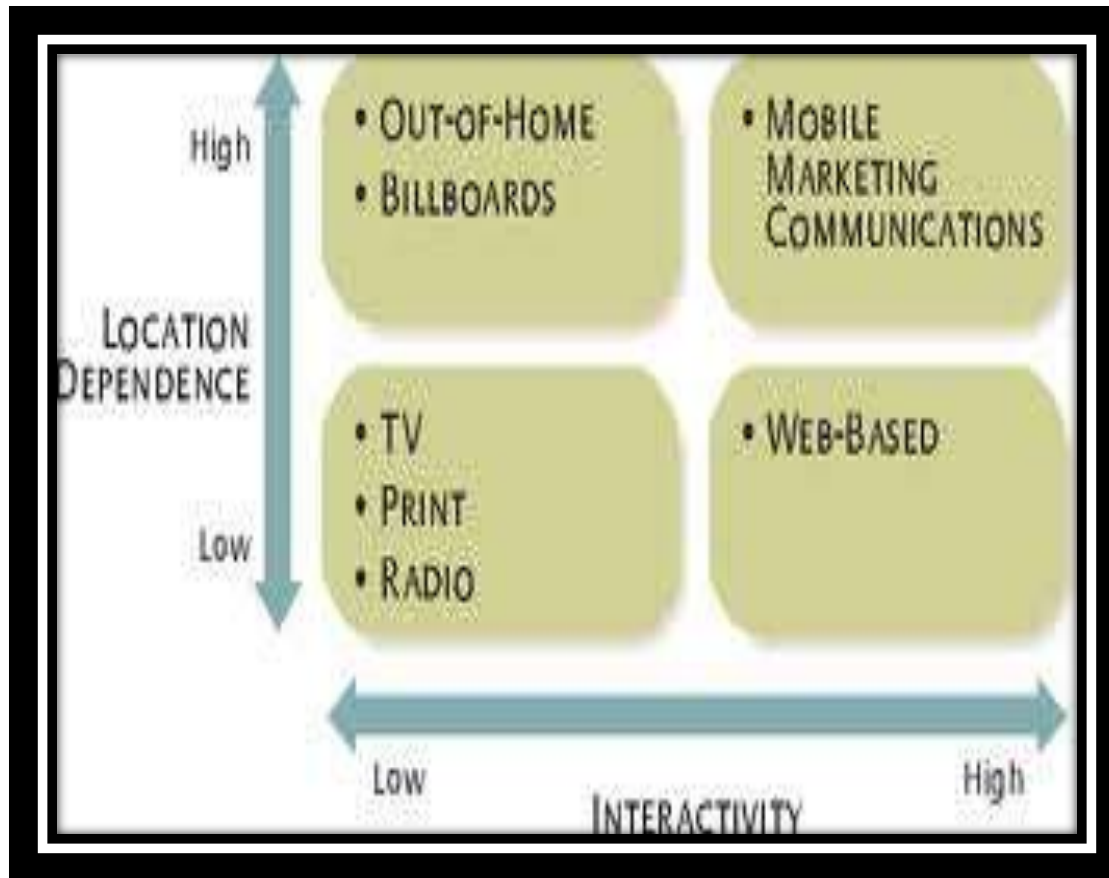 High
LOCATION
DEPENDENCE
Low
• OUT-OF-HOME
• BILLBOARDS
• MOBILE
MARKETING
COMMUNICATIONS
• TV
• PRINT
• RADIO
• WEB-BASED
Low
High
INTERACTIVITY